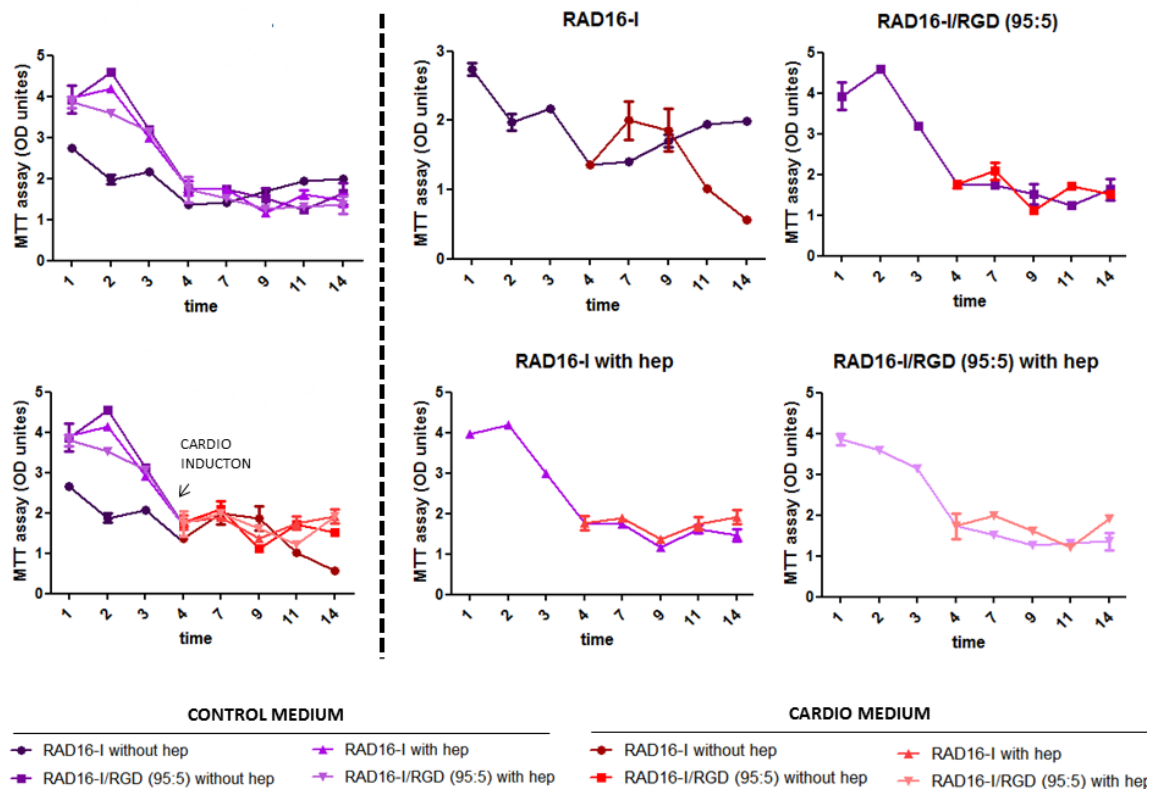 RAD16-I
MTT assay (OD unites)
3
2
1
0
1 2 3 4 7 9 11 14
time
RAD16-I/RGD (95:5)
MTT assay (OD unites)
5
4
3
2
1
0
1 2 3 4 7 9 11 14
time
MTT assay (OD unites)
5
4
3
2
1
0
1 2 3 4 7 9 11 14
time
MTT assay (OD unites)
5
4
3
2
1
0
CARDIO
INDUCTON
1 2 3 4 7 9 11 14
time
RAD16-I with hep
MTT assay (OD unites)
5
4
3
2
1
0
1 2 3 4 7 9 11 14
time
RAD16-I/RGD (95:5) with hep
MTT assay (OD unites)
5
4
3
2
1
0
1 2 3 4 7 9 11 14
time
CONTROL MEDIUM
RAD16-I without hep
RAD16-I with hep
RAD16-I/RGD (95:5) without hep
RAD16-I/RGD (95:5) with hep
CARDIO MEDIUM
RAD16-I without hep
RAD16-I with hep
RAD16-I/RGD (95:5) without hep
RAD16-I/RGD (95:5) with hep